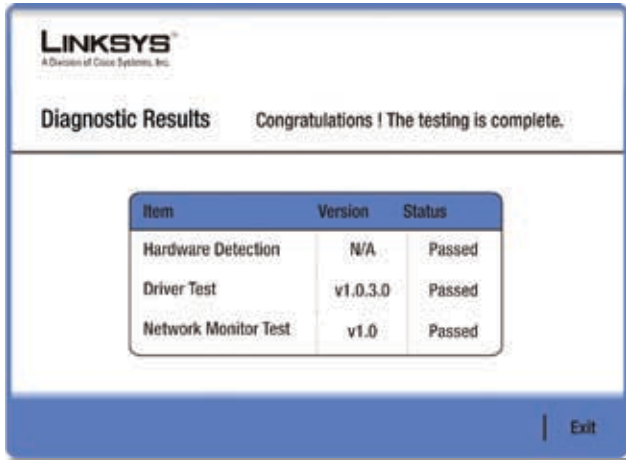 LINKSYS®
A Division of Cisco Systems, Inc.
Diagnostic Results Congratulations ! The testing is complete.
Item Version Status
Hardware Detection N/A Passed
Driver Test v1.0.3.0 Passed
Network Monitor Test v1.0 Passed
Exit